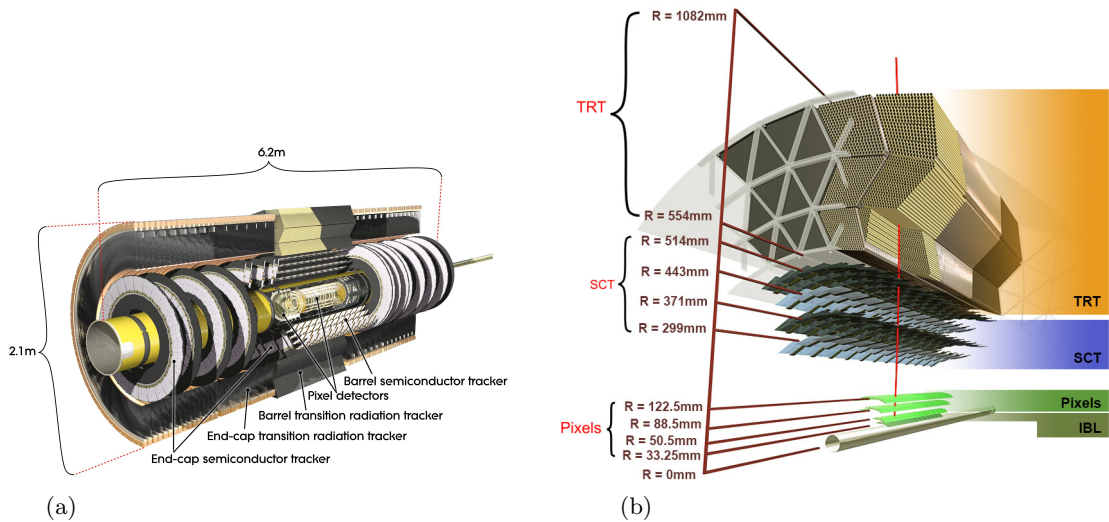 6.2m
2.1m
Barrel semiconductor tracker
Pixel detectors
Barrel transition radiation tracker
End-cap transition radiation tracker
End-cap semiconductor tracker
(a)
R = 1082mm
TRT
R = 554mm
R = 514mm
R = 443mm
SCT
R = 371mm
R = 299mm
TRT
SCT
R = 122.5mm
Pixels
R = 88.5mm
Pixels
R = 50.5mm
IBL
R = 33.25mm
R = 0mm
(b)